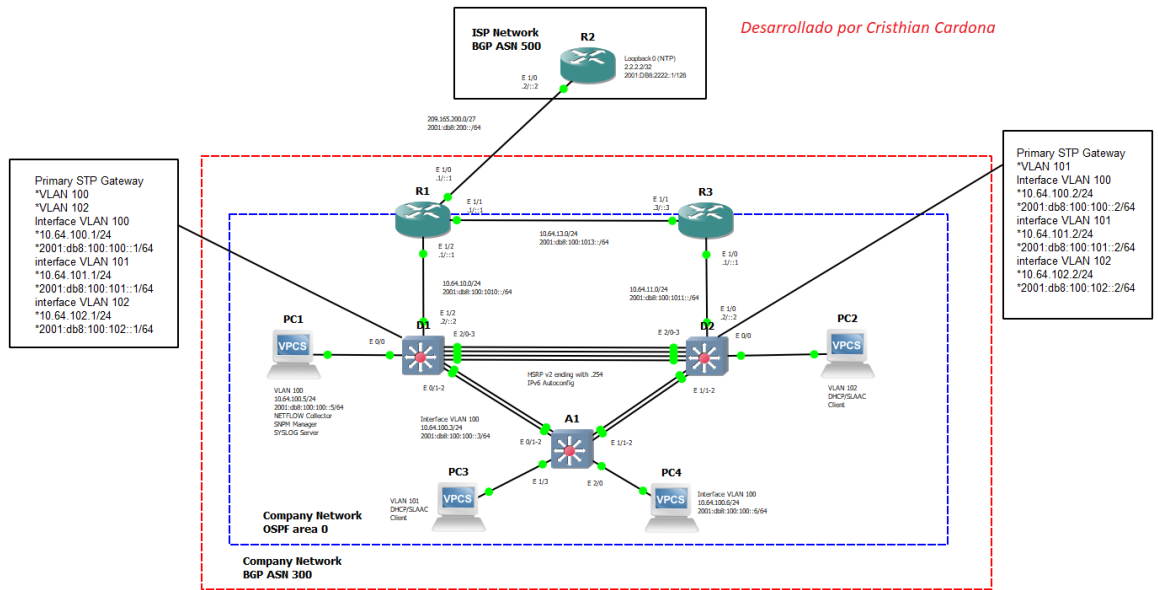 Desarrollado por Cristhian Cardona
ISP Network
BGP ASN 500
R2
Loopback0 (NTP)
2.2.2.2/32
2001:DB8:2222::1/128
E 1/0
.2/::2
209.165.200.0/27
2001:db8:200::/64
Primary STP Gateway
*VLAN 100
*VLAN 102
Interface VLAN 100
*10.64.100.1/24
*2001:db8:100:100::1/64
interface VLAN 101
*10.64.101.1/24
*2001:db8:100:101::1/64
interface VLAN 102
*10.64.102.1/24
*2001:db8:100:102::1/64
Primary STP Gateway
*VLAN 101
Interface VLAN 100
*10.64.100.2/24
*2001:db8:100:100::2/64
interface VLAN 101
*10.64.101.2/24
*2001:db8:100:101::2/64
interface VLAN 102
*10.64.102.2/24
*2001:db8:100:102::2/64
E 1/0
.1/::1
R1
E 1/1
.1/::1
E 1/1
.3/::3
R3
10.64.13.0/24
2001:db8:100:1013::/64
E 1/2
.1/::1
E 1/0
.1/::1
10.64.10.0/24
2001:db8:100:1010::/64
10.64.11.0/24
2001:db8:100:1011::/64
E 1/2
.2/::2
E 1/0
.2/::2
PC1
VPCS
E 0/0
D1
E 2/0-3
E 2/0-3
D2
E 0/0
PC2
VPCS
VLAN 100
10.64.100.5/24
2001:db8:100:100::5/64
NETFLOW Collector
SNPM Manager
SYSLOG Server
E 0/1-2
HSRP v2 ending with .254
IPv6 Autoconfig
E 1/1-2
VLAN 102
DHCP/SLAAC
Client
Interface VLAN 100
10.64.100.3/24
2001:db8:100:100::3/64
A1
E 0/1-2
E 1/1-2
PC3
VPCS
E 1/3
E 2/0
PC4
VPCS
VLAN 101
DHCP/SLAAC
Client
Interface VLAN 100
10.64.100.6/24
2001:db8:100:100::6/64
Company Network
OSPF area 0
Company Network
BGP ASN 300